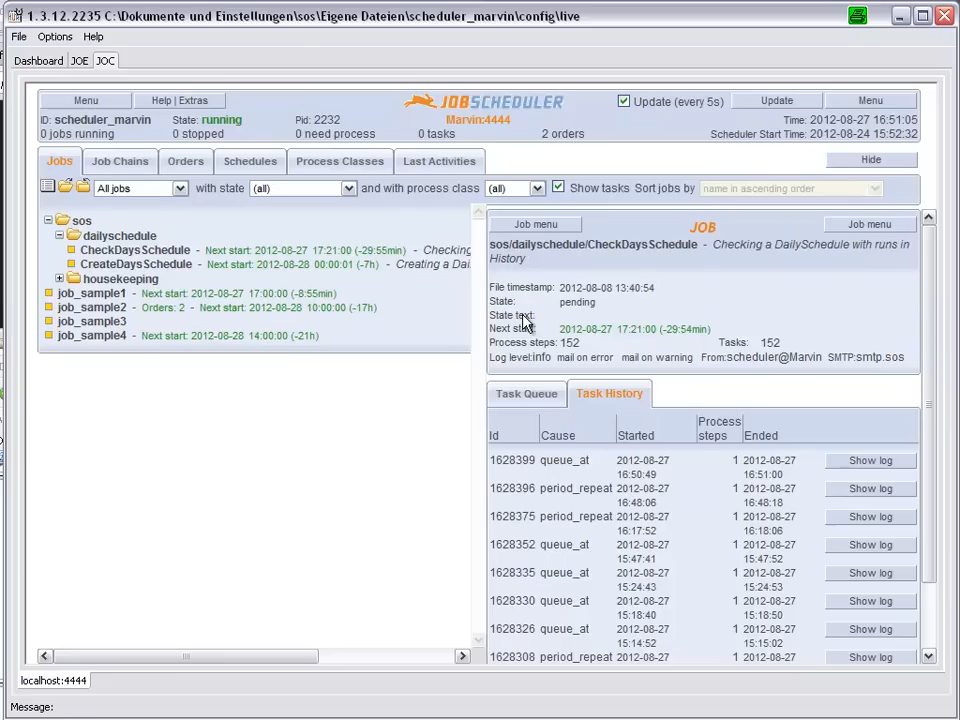 1.3.12.2235 C:\Dokumente und Einstellungen\sos\Eigene Dateien\scheduler_marvin\config\live
File Options Help
Dashboard JOE JOC
Menu Help | Extras JOBSCHEDULER Update (every 5s) Update Menu
ID: scheduler_marvin State: running Pid: 2232 Marvin:4444 Time: 2012-08-27 16:51:05
0 jobs running 0 stopped 0 need process 0 tasks 2 orders Scheduler Start Time: 2012-08-24 15:52:32
Jobs Job Chains Orders Schedules Process Classes Last Activities Hide
All jobs with state (all) and with process class (all) Show tasks Sort jobs by name in ascending order
sos
dailyschedule
CheckDaysSchedule - Next start: 2012-08-27 17:21:00 (-29:55min) - Checking
CreateDaysSchedule - Next start: 2012-08-28 00:00:01 (-7h) - Creating a Dai
housekeeping
job_sample1 - Next start: 2012-08-27 17:00:00 (-8:55min)
job_sample2 - Orders: 2 - Next start: 2012-08-28 10:00:00 (-17h)
job_sample3
job_sample4 - Next start: 2012-08-28 14:00:00 (-21h)
Job menu JOB Job menu
sos/dailyschedule/CheckDaysSchedule - Checking a DailySchedule with runs in
History
File timestamp: 2012-08-08 13:40:54
State: pending
State text:
Next start: 2012-08-27 17:21:00 (-29:54min)
Process steps: 152 Tasks: 152
Log level:info mail on error mail on warning From:scheduler@Marvin SMTP:smtp.sos
Task Queue Task History
Id Cause Started Process steps Ended
1628399 queue_at 2012-08-27 1 2012-08-27 Show log
16:50:49 16:51:00
1628396 period_repeat 2012-08-27 1 2012-08-27 Show log
16:48:06 16:48:18
1628375 period_repeat 2012-08-27 1 2012-08-27 Show log
16:17:52 16:18:06
1628352 queue_at 2012-08-27 1 2012-08-27 Show log
15:47:41 15:47:52
1628335 queue_at 2012-08-27 1 2012-08-27 Show log
15:24:43 15:24:53
1628330 queue_at 2012-08-27 1 2012-08-27 Show log
15:18:40 15:18:50
1628326 queue_at 2012-08-27 1 2012-08-27 Show log
15:14:52 15:15:02
1628308 period_repeat 2012-08-27 1 2012-08-27 Show log
localhost:4444
Message: